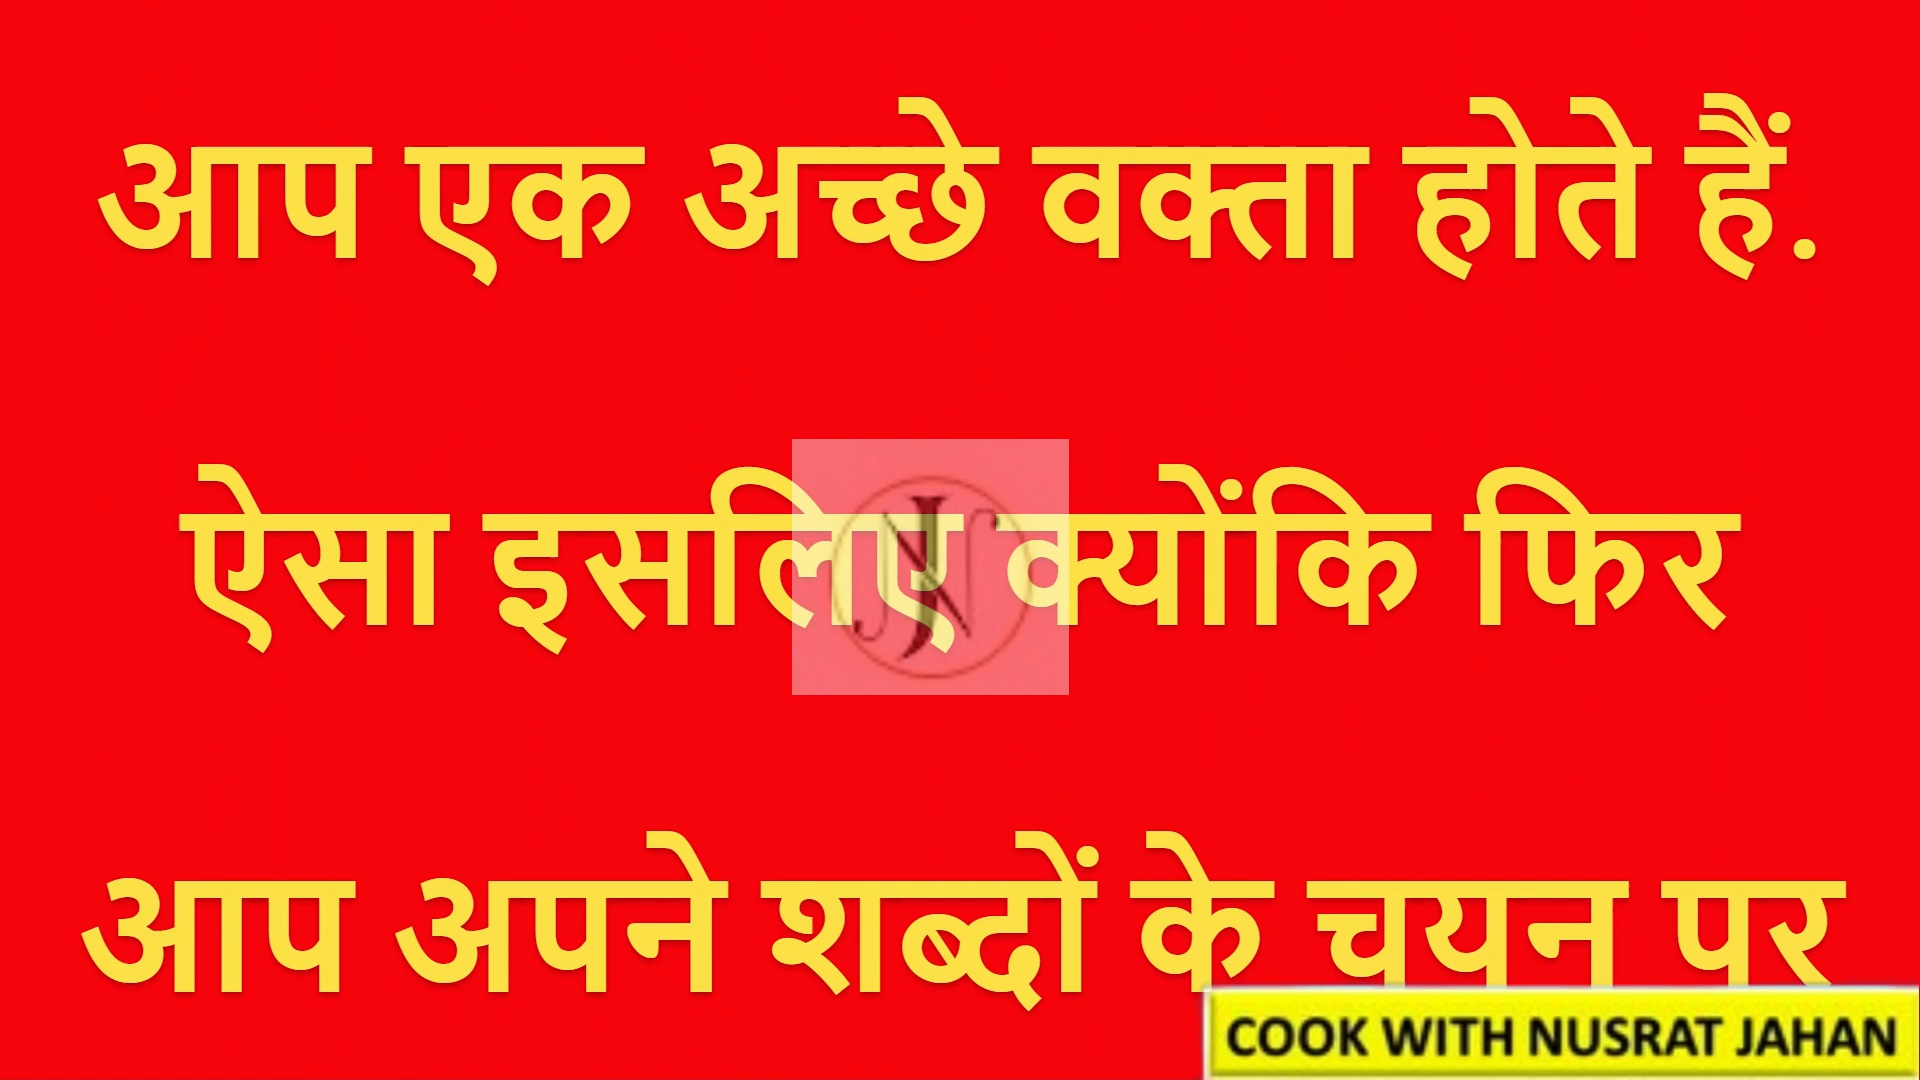 आप एक अच्छे वक्ता होते हैं.
ऐसा इसलिए क्योंकि फिर
आप अपने शब्दों के चयन पर
COOK WITH NUSRAT JAHAN